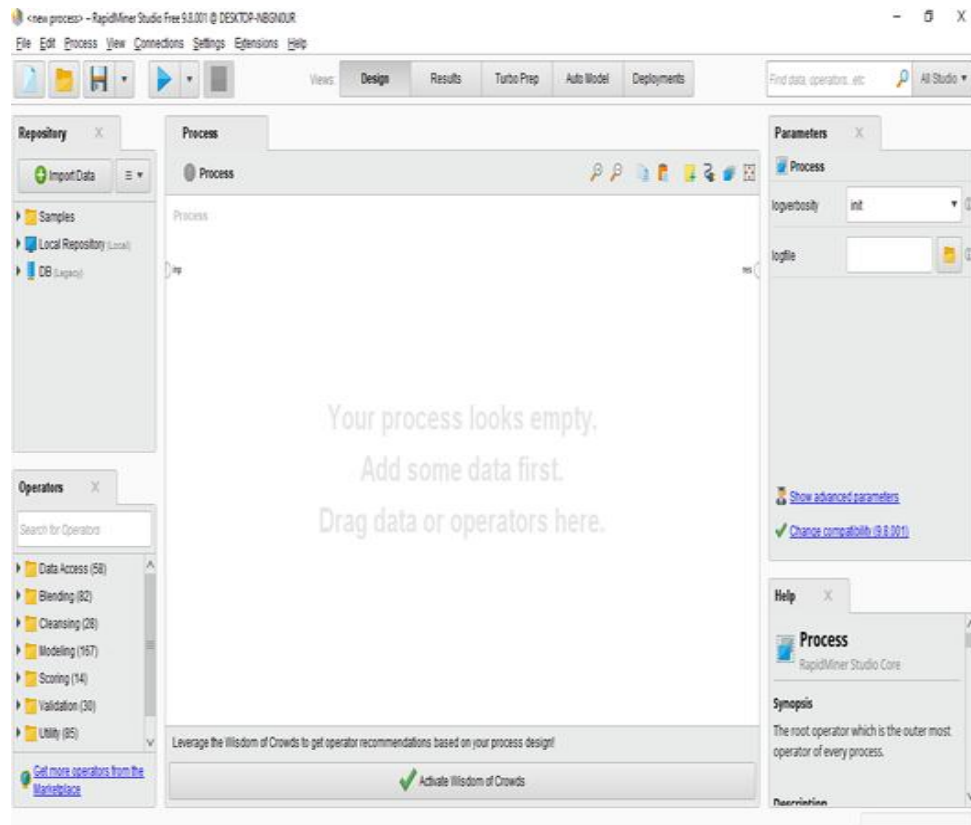 <new process> – RapidMiner Studio Free 9.8.001 @ DESKTOP-NBGN0UR
File Edit Process View Connections Settings Extensions Help
Views: Design Results Turbo Prep Auto Model Deployments
Find data, operators...etc All Studio
Repository
Import Data
Samples
Local Repository (Local)
DB (Legacy)
Operators
Search for Operators
Data Access (58)
Blending (82)
Cleansing (28)
Modeling (167)
Scoring (14)
Validation (30)
Utility (85)
Get more operators from the
Marketplace
Process
Process
Process
inp
res
Your process looks empty.
Add some data first.
Drag data or operators here.
Leverage the Wisdom of Crowds to get operator recommendations based on your process design!
Activate Wisdom of Crowds
Parameters
Process
logverbosity init
logfile
Show advanced parameters
Change compatibility (9.8.001)
Help
Process
RapidMiner Studio Core
Synopsis
The root operator which is the outer most
operator of every process.
Description